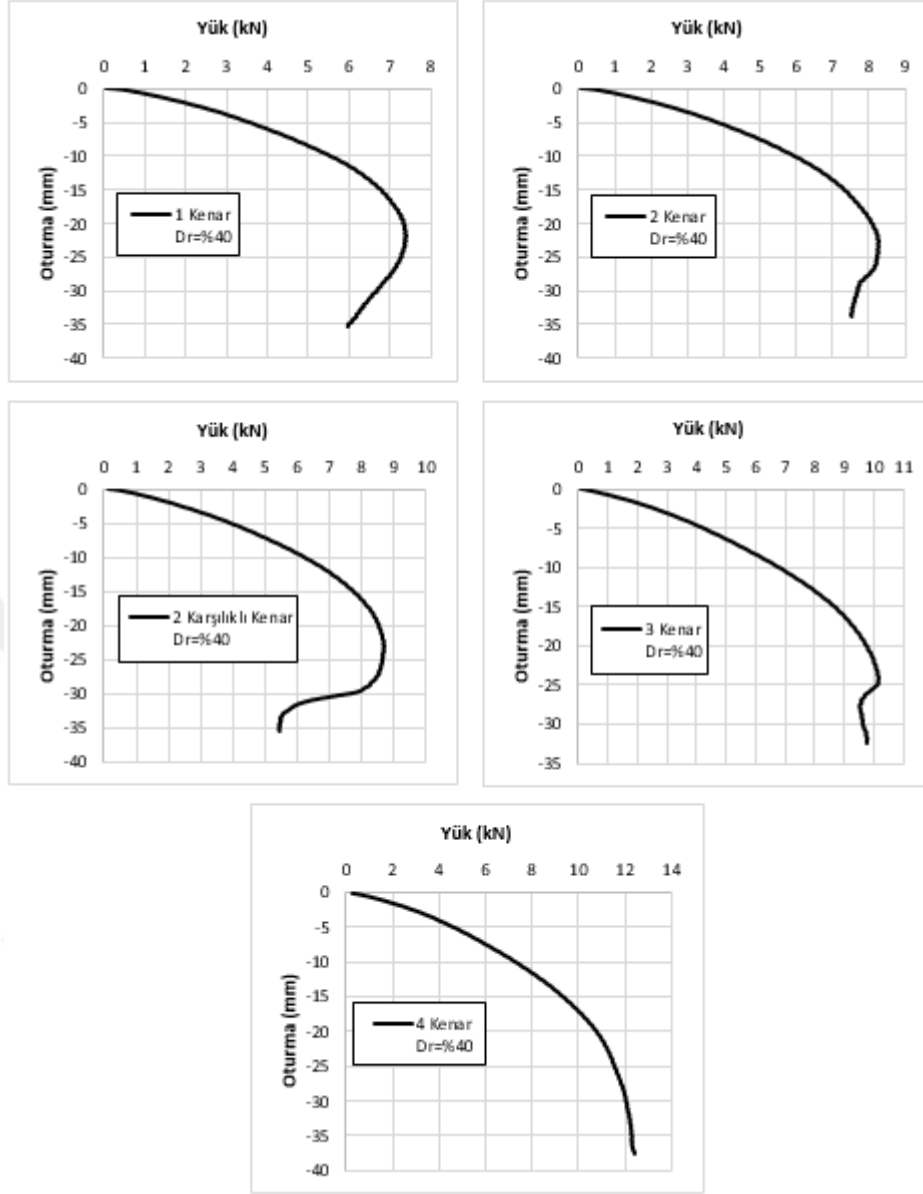 Yük (kN)
0 1 2 3 4 5 6 7 8
0
-5
-10
-15
-20
-25
-30
-35
-40
Oturma (mm)
1 Kenar
Dr=%40
Yük (kN)
0 1 2 3 4 5 6 7 8 9
0
-5
-10
-15
-20
-25
-30
-35
-40
Oturma (mm)
2 Kenar
Dr=%40
Yük (kN)
0 1 2 3 4 5 6 7 8 9 10
0
-5
-10
-15
-20
-25
-30
-35
-40
Oturma (mm)
2 Karşılıklı Kenar
Dr=%40
Yük (kN)
0 1 2 3 4 5 6 7 8 9 10 11
0
-5
-10
-15
-20
-25
-30
-35
Oturma (mm)
3 Kenar
Dr=%40
Yük (kN)
0 2 4 6 8 10 12 14
0
-5
-10
-15
-20
-25
-30
-35
-40
Oturma (mm)
4 Kenar
Dr=%40